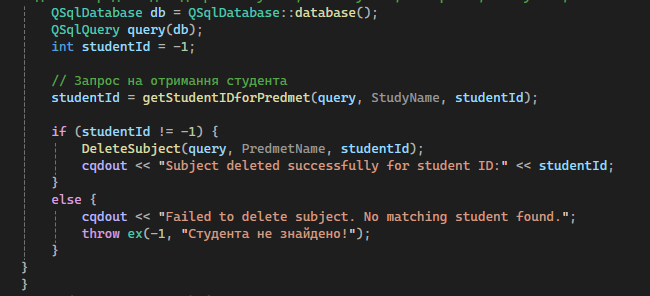 QSqlDatabase db = QSqlDatabase::database();
QSqlQuery query(db);
int studentId = -1;
// Запрос на отримання студента
studentId = getStudentIDforPredmet(query, StudyName, studentId);
if (studentId != -1) {
DeleteSubject(query, PredmetName, studentId);
cqdout << "Subject deleted successfully for student ID:" << studentId;
}
else {
cqdout << "Failed to delete subject. No matching student found.";
throw ex(-1, "Студента не знайдено!");
}
}
}